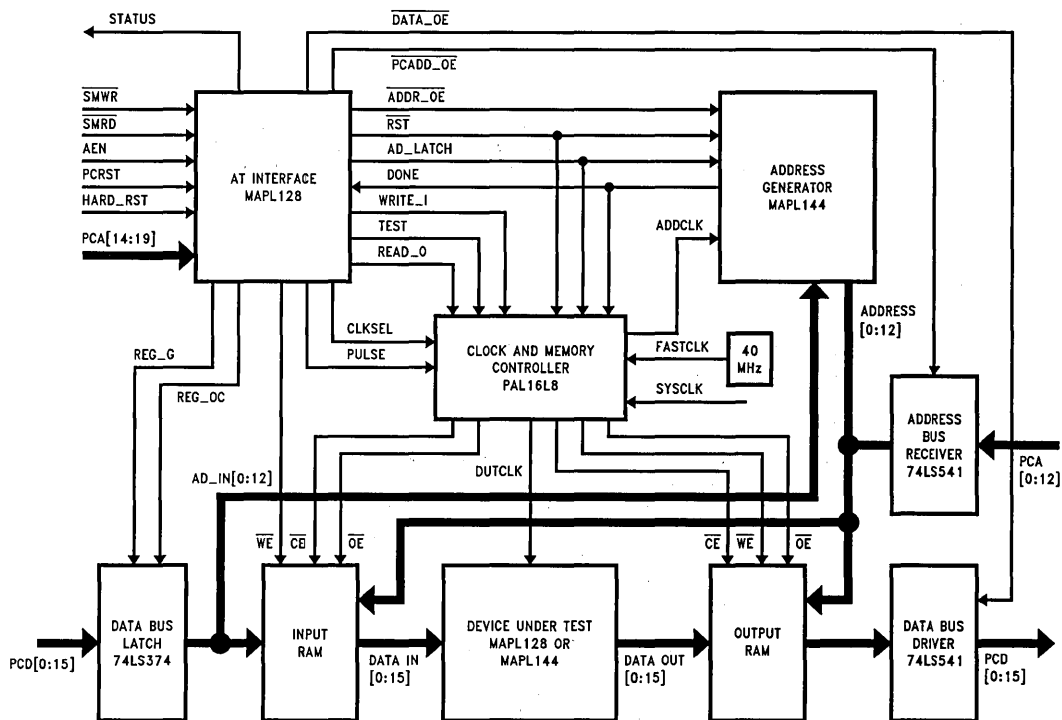 STATUS
DATA_OE
PCADD_OE
SMWR
SMRD
AEN
PCRST
HARD_RST
PCA[14:19]
AT INTERFACE
MAPL128
ADDR_OE
RST
AD_LATCH
DONE
WRITE_I
TEST
READ_O
ADDRESS
GENERATOR
MAPL144
ADDCLK
ADDRESS
[0:12]
REG_G
REG_OC
CLKSEL
PULSE
CLOCK AND MEMORY
CONTROLLER
PAL16L8
FASTCLK
40
MHz
SYSCLK
ADDRESS
BUS
RECEIVER
74LS541
PCA
[0:12]
AD_IN[0:12]
DUTCLK
WE
CE
OE
CE
WE
OE
PCD[0:15]
DATA BUS
LATCH
74LS374
INPUT
RAM
DATA IN
[0:15]
DEVICE UNDER TEST
MAPL128 OR
MAPL144
DATA OUT
[0:15]
OUTPUT
RAM
DATA BUS
DRIVER
74LS541
PCD
[0:15]